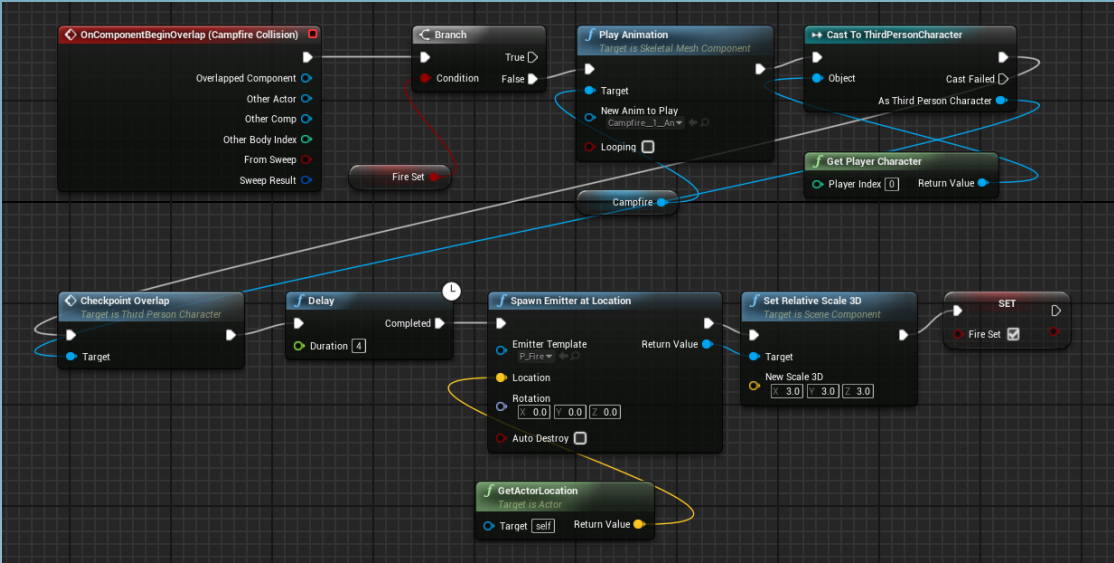 OnComponentBeginOverlap (Campfire Collision)
Overlapped Component
Other Actor
Other Comp
Other Body Index
From Sweep
Sweep Result
Branch
True
Condition
False
Fire Set
Play Animation
Target is Skeletal Mesh Component
Target
New Anim to Play
Campfire_(1)_An
Looping
Campfire
Cast To ThirdPersonCharacter
Object
Cast Failed
As Third Person Character
Get Player Character
Player Index 0 Return Value
Checkpoint Overlap
Target is Third Person Character
Target
Delay
Completed
Duration 4
Spawn Emitter at Location
Emitter Template Return Value
P_Fire
Location
Rotation
X 0.0 Y 0.0 Z 0.0
Auto Destroy
GetActorLocation
Target is Actor
Target self Return Value
Set Relative Scale 3D
Target is Scene Component
Target
New Scale 3D
X 3.0 Y 3.0 Z 3.0
SET
Fire Set